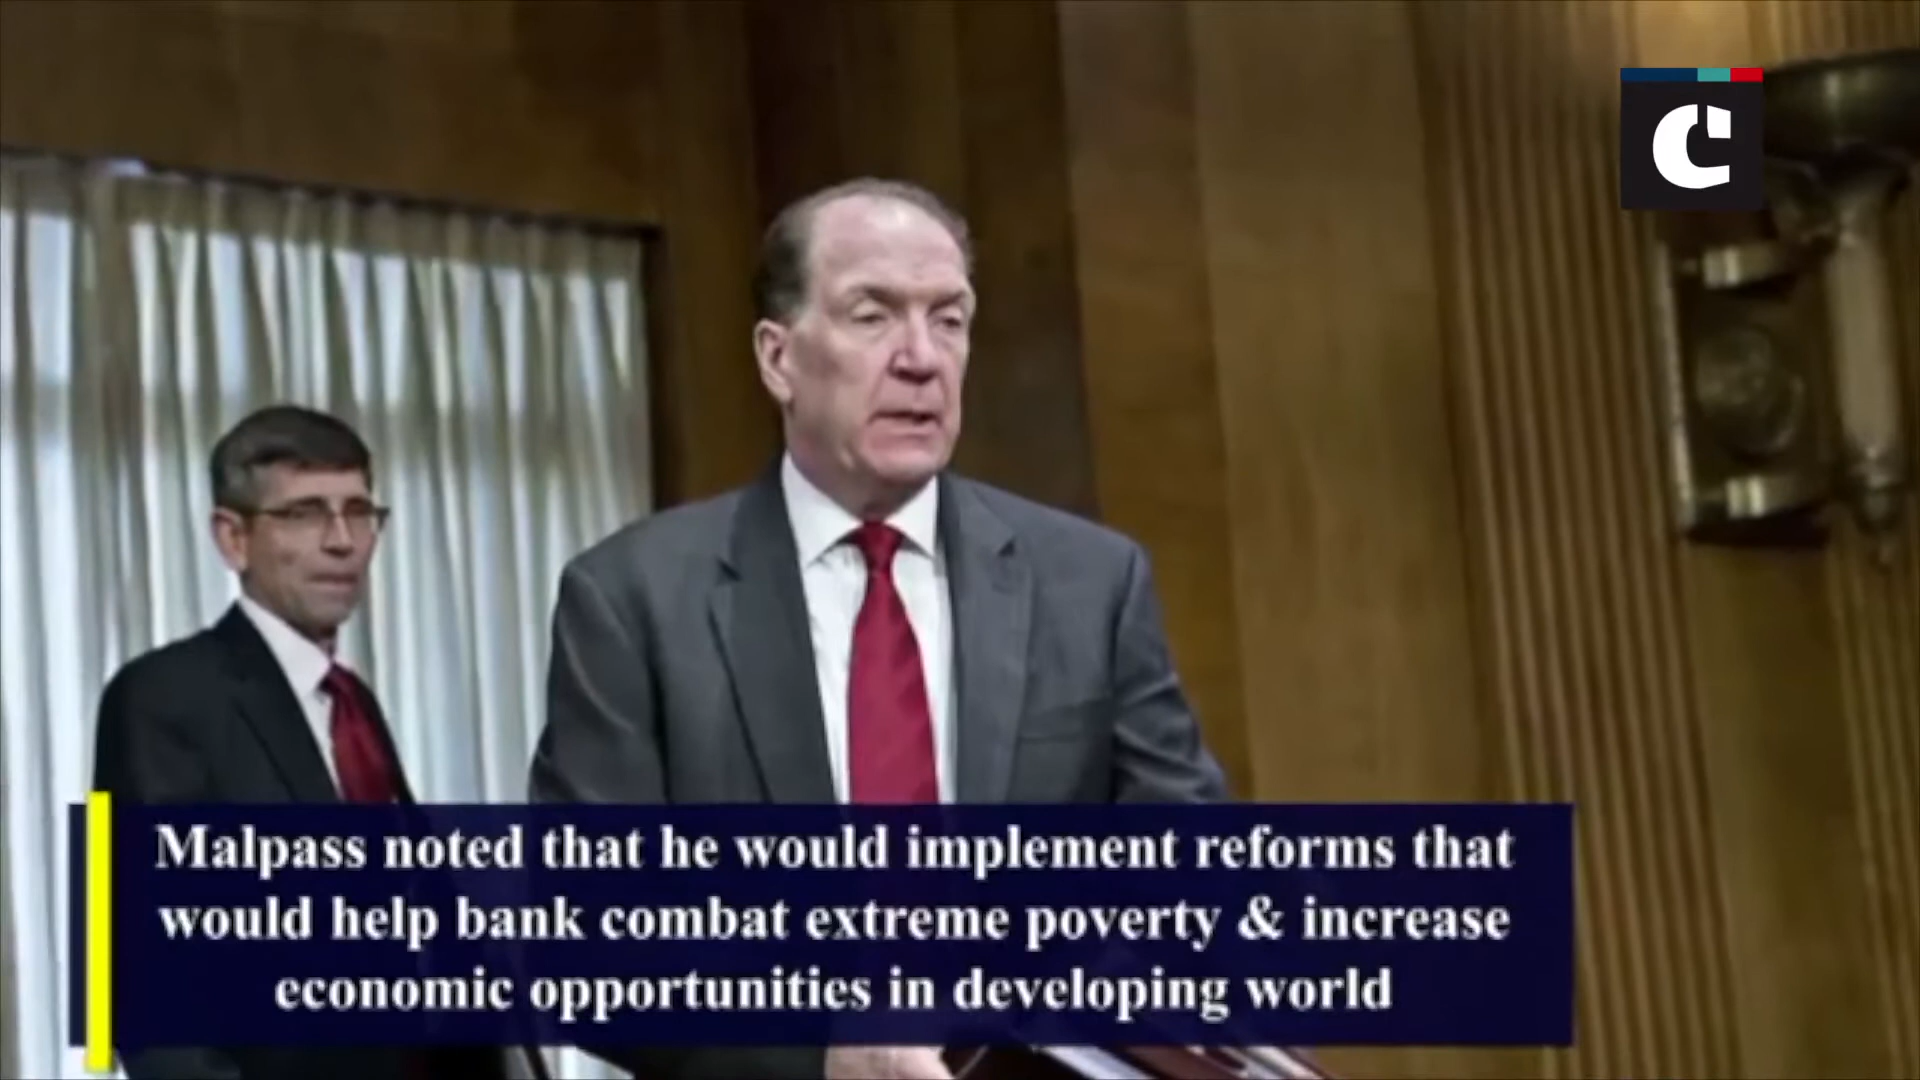 C
Malpass noted that he would implement reforms that
would help bank combat extreme poverty & increase
economic opportunities in developing world